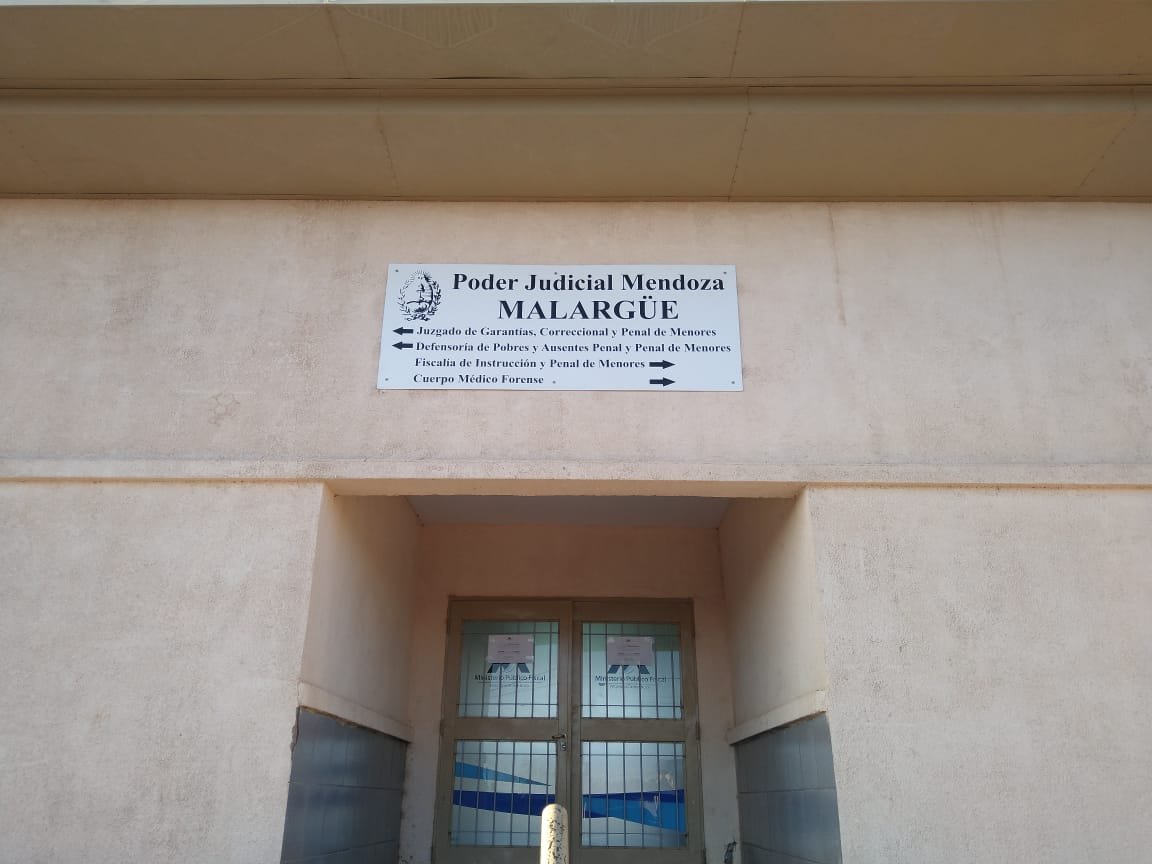 Poder Judicial Mendoza
MALARGÜE
Juzgado de Garantías, Correccional y Penal de Menores
Defensoría de Pobres y Ausentes Penal y Penal de Menores
Fiscalía de Instrucción y Penal de Menores
Cuerpo Médico Forense
Ministerio Público Fiscal
Ministerio Público Fiscal